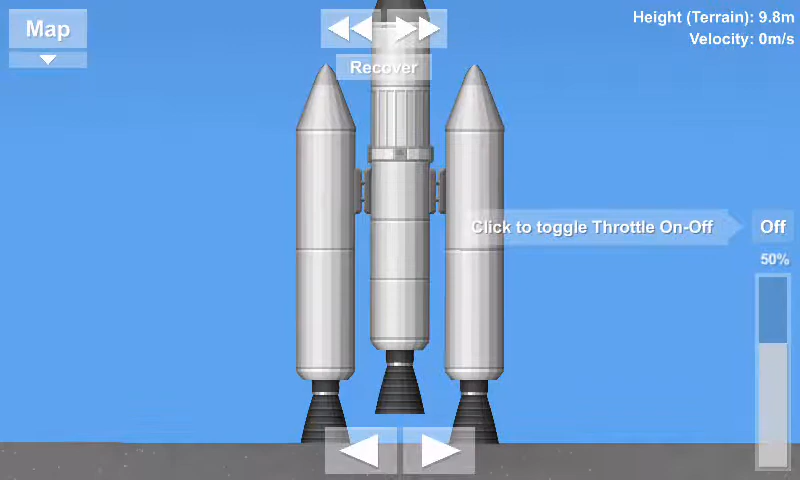 Map
Recover
Height (Terrain): 9.8m
Velocity: 0m/s
Click to toggle Throttle On-Off
Off
50%